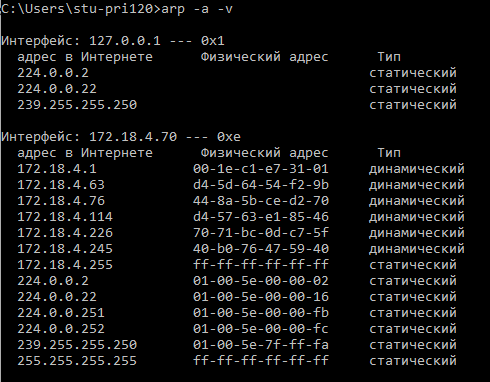 C:\Users\stu-pri120>arp -a -v
Интерфейс: 127.0.0.1 --- 0x1
адрес в Интернете Физический адрес Тип
224.0.0.2 статический
224.0.0.22 статический
239.255.255.250 статический
Интерфейс: 172.18.4.70 --- 0xe
адрес в Интернете Физический адрес Тип
172.18.4.1 00-1e-c1-e7-31-01 динамический
172.18.4.63 d4-5d-64-54-f2-9b динамический
172.18.4.76 44-8a-5b-ce-d2-70 динамический
172.18.4.114 d4-57-63-e1-85-46 динамический
172.18.4.226 70-71-bc-0d-c7-5f динамический
172.18.4.245 40-b0-76-47-59-40 динамический
172.18.4.255 ff-ff-ff-ff-ff-ff статический
224.0.0.2 01-00-5e-00-00-02 статический
224.0.0.22 01-00-5e-00-00-16 статический
224.0.0.251 01-00-5e-00-00-fb статический
224.0.0.252 01-00-5e-00-00-fc статический
239.255.255.250 01-00-5e-7f-ff-fa статический
255.255.255.255 ff-ff-ff-ff-ff-ff статический